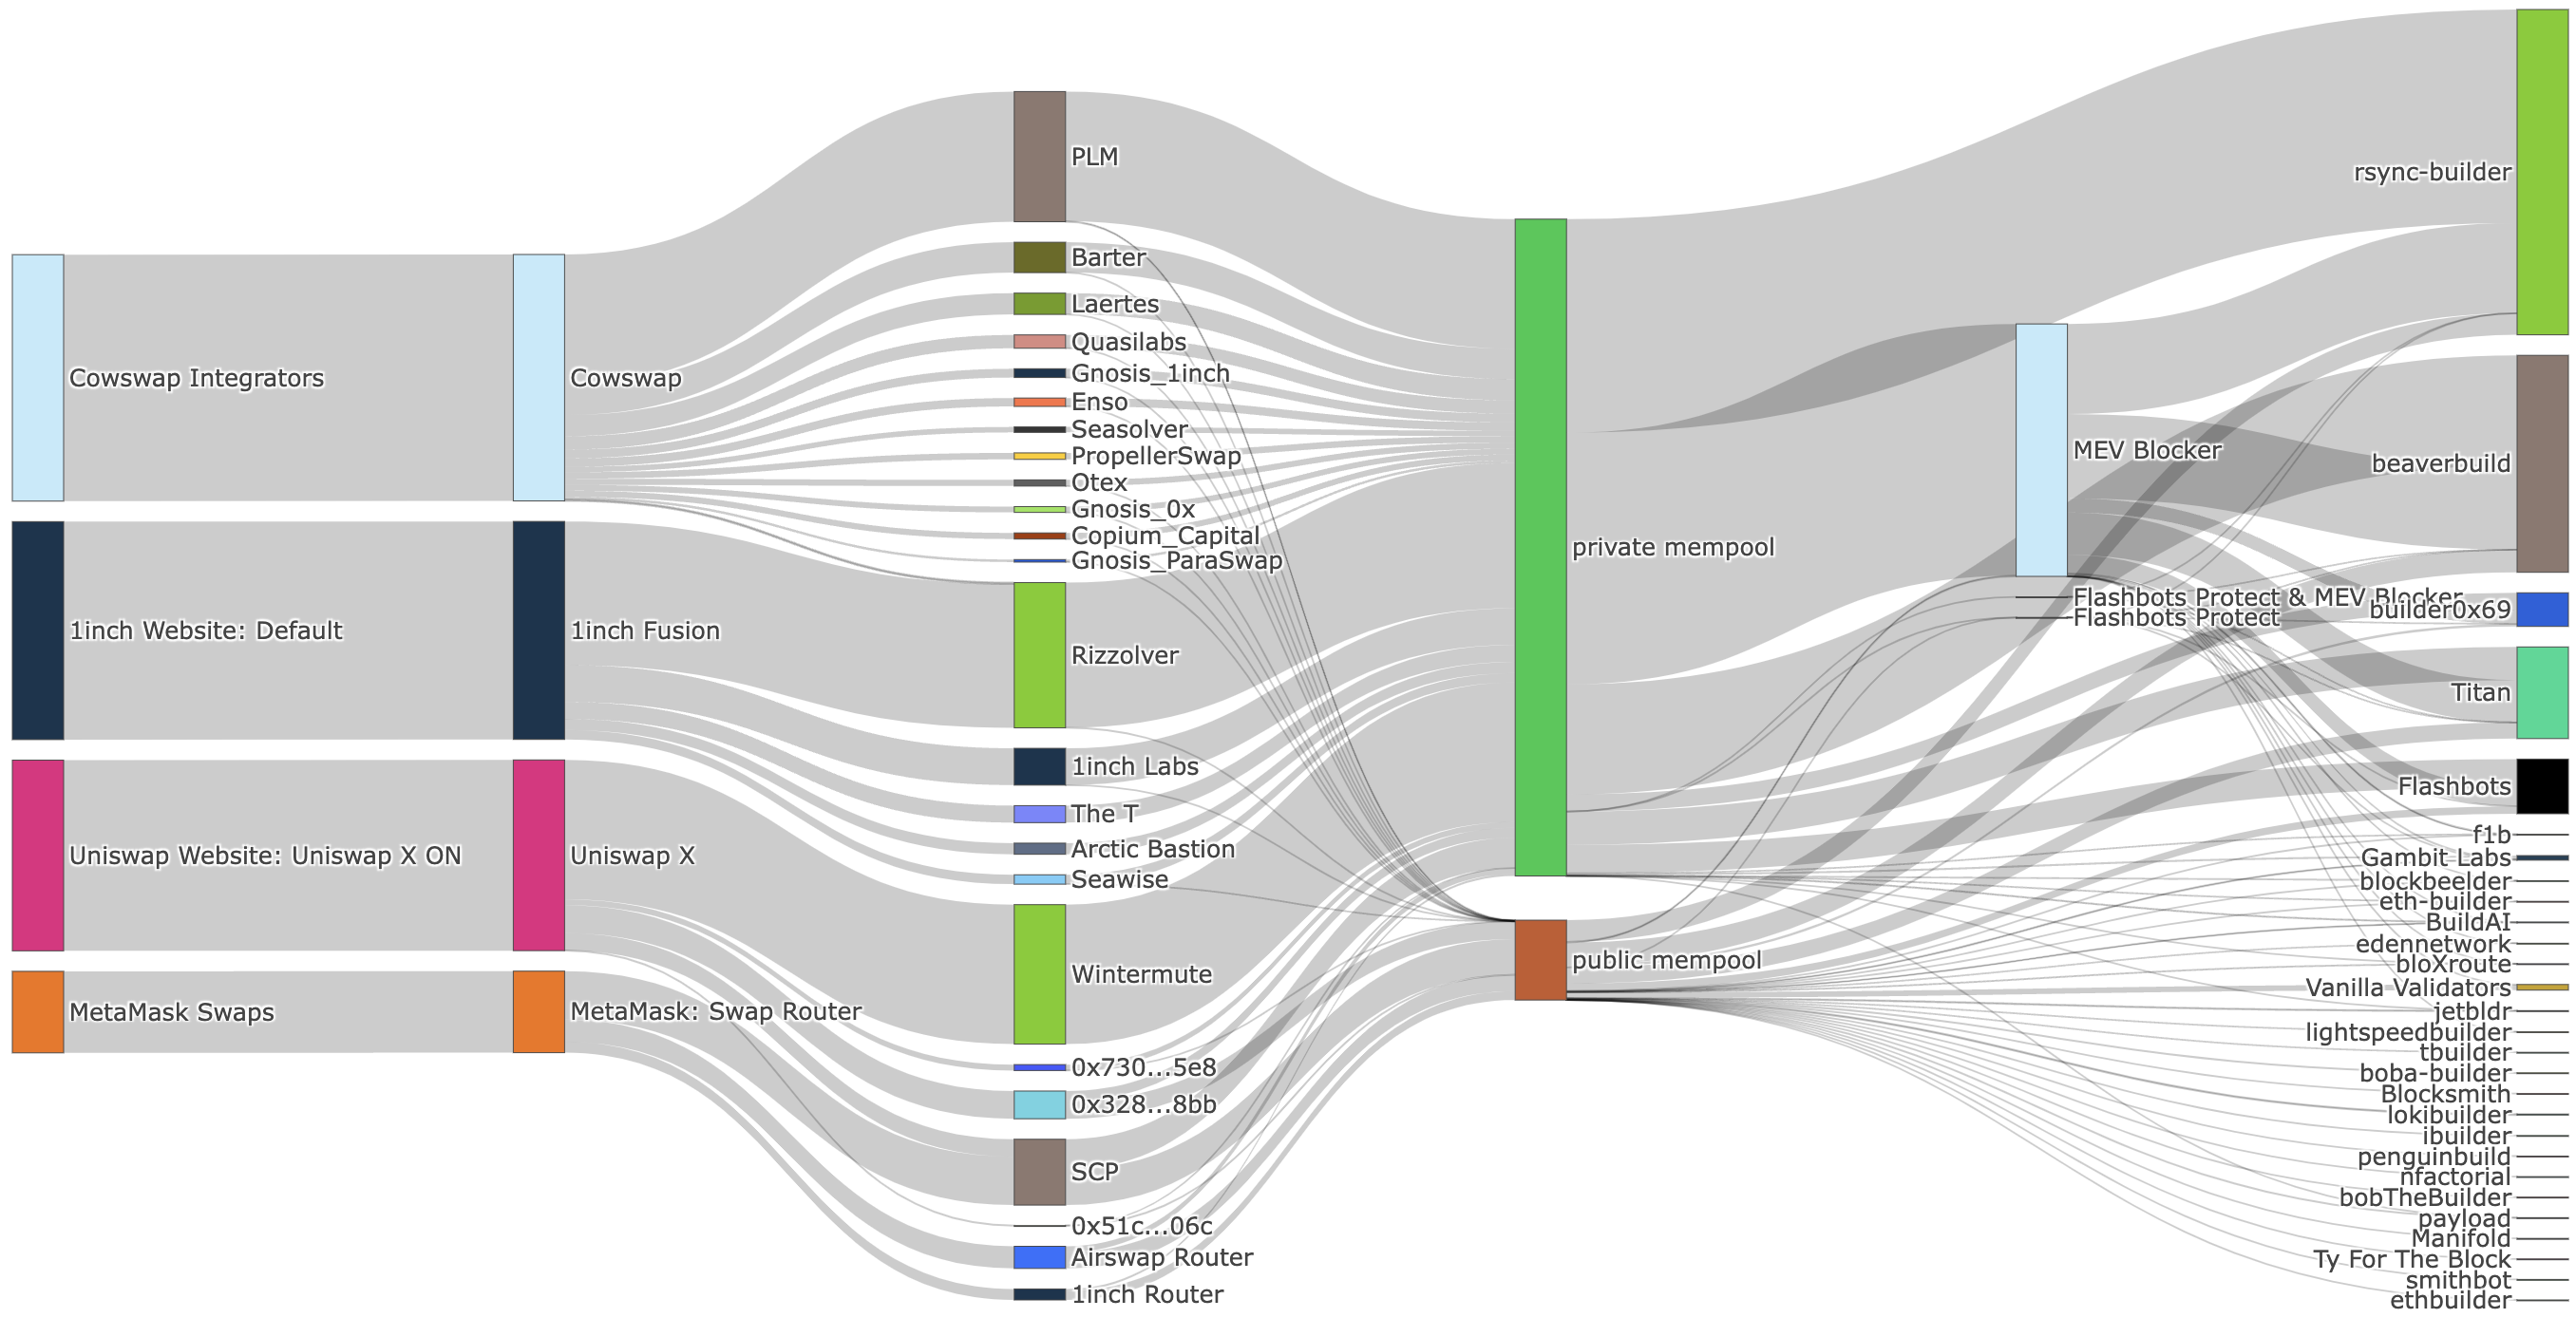 Cowswap Integrators
1inch Website: Default
Uniswap Website: Uniswap X ON
MetaMask Swaps
Cowswap
1inch Fusion
Uniswap X
MetaMask: Swap Router
PLM
Barter
Laertes
Quasilabs
Gnosis_1inch
Enso
Seasolver
PropellerSwap
Otex
Gnosis_0x
Copium_Capital
Gnosis_ParaSwap
Rizzolver
1inch Labs
The T
Arctic Bastion
Seawise
Wintermute
0x730...5e8
0x328...8bb
SCP
0x51c...06c
Airswap Router
1inch Router
private mempool
public mempool
MEV Blocker
Flashbots Protect & MEV Blocker
Flashbots Protect
rsync-builder
beaverbuild
builder0x69
Titan
Flashbots
f1b
Gambit Labs
blockbeelder
eth-builder
BuildAI
edennetwork
bloXroute
Vanilla Validators
jetbldr
lightspeedbuilder
tbuilder
boba-builder
Blocksmith
lokibuilder
ibuilder
penguinbuild
nfactorial
bobTheBuilder
payload
Manifold
Ty For The Block
smithbot
ethbuilder